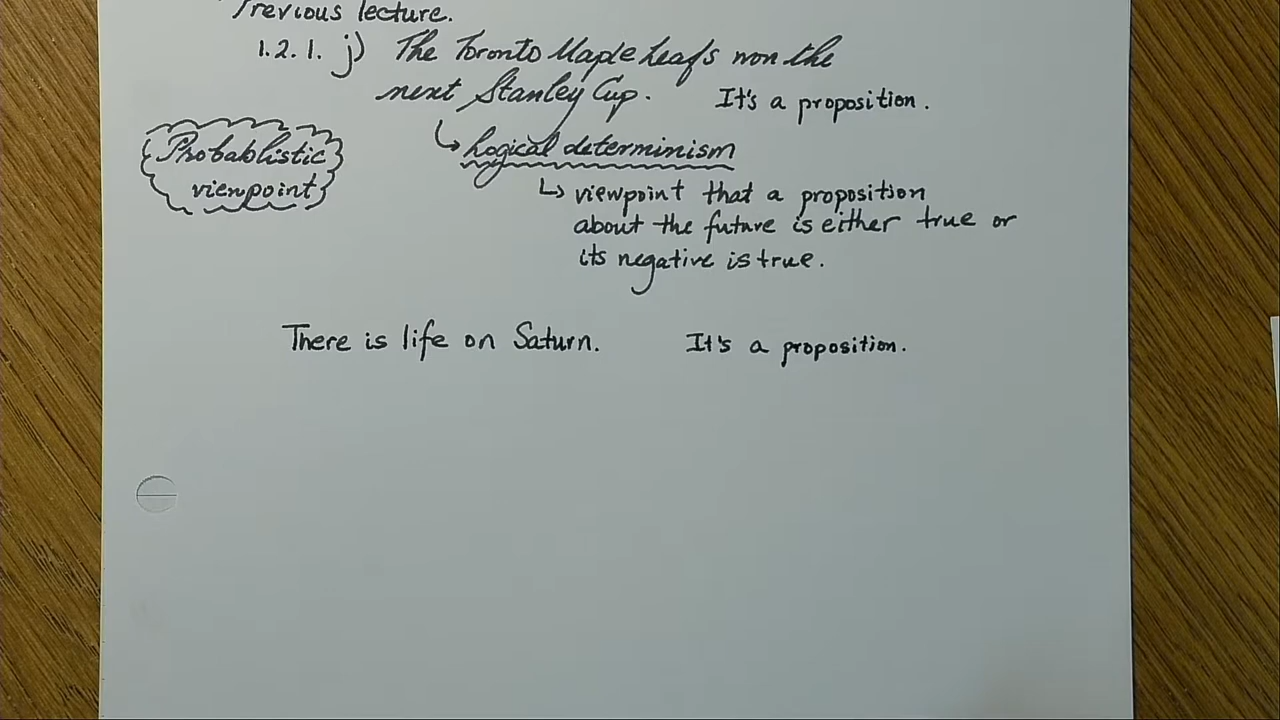 Previous lecture.
1.2.1. j) The Toronto Maple Leafs won the
next Stanley Cup. It's a proposition.
Probablistic
viewpoint
↳ Logical determinism
↳ viewpoint that a proposition
about the future is either true or
its negative is true.
There is life on Saturn. It's a proposition.